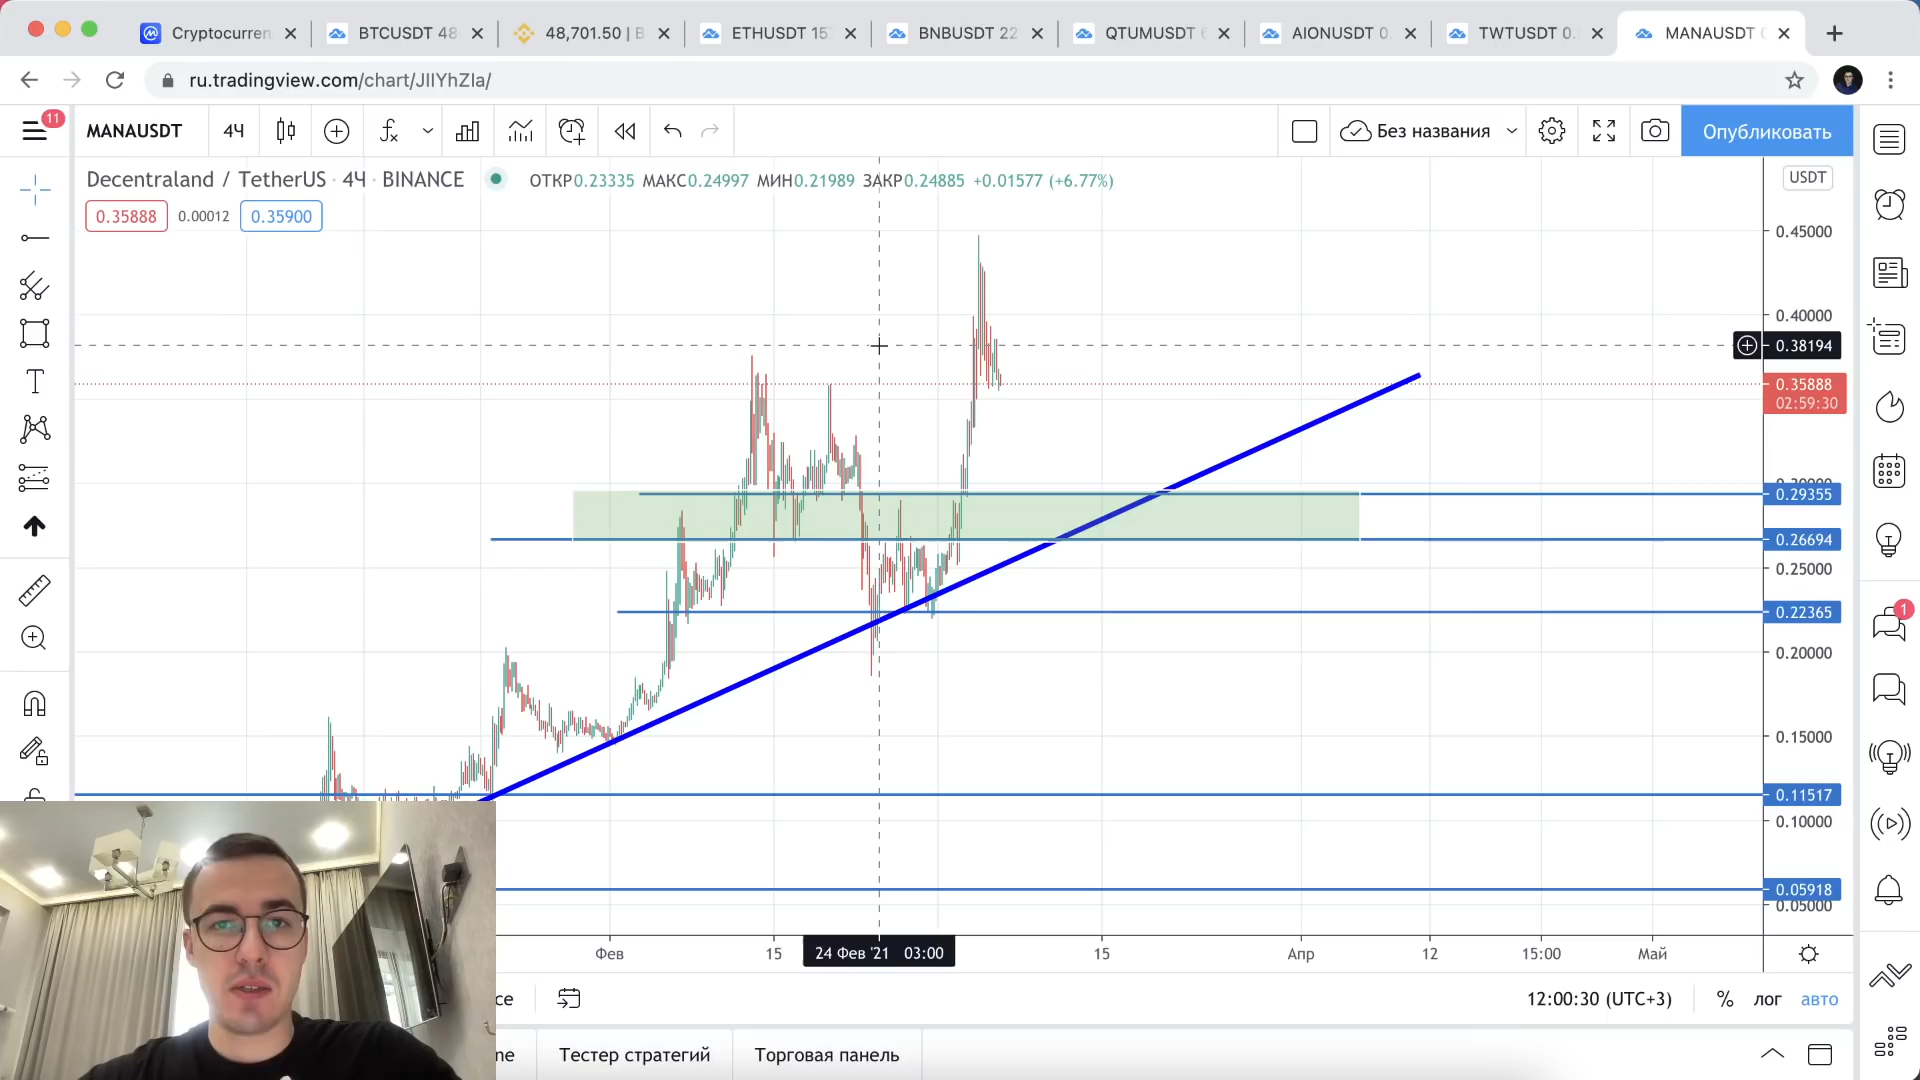 Cryptocurren
BTCUSDT 48
48,701.50 | B
ETHUSDT 15
BNBUSDT 22
QTUMUSDT 6
AIONUSDT 0.
TWTUSDT 0.
MANAUSDT 0
ru.tradingview.com/chart/JIIYhZIa/
11
MANAUSDT
4Ч
Без названия
Опубликовать
Decentraland / TetherUS · 4Ч · BINANCE
ОТКР0.23335 МАКС0.24997 МИН0.21989 ЗАКР0.24885 +0.01577 (+6.77%)
USDT
0.35888
0.00012
0.35900
0.45000
0.40000
0.38194
0.35888
02:59:30
0.29355
0.26694
0.25000
0.22365
0.20000
0.15000
0.11517
0.10000
0.05918
0.05000
1
Фев
15
24 Фев '21 03:00
15
Апр
12
15:00
Май
ce
12:00:30 (UTC+3)
%
лог
авто
ne
Тестер стратегий
Торговая панель